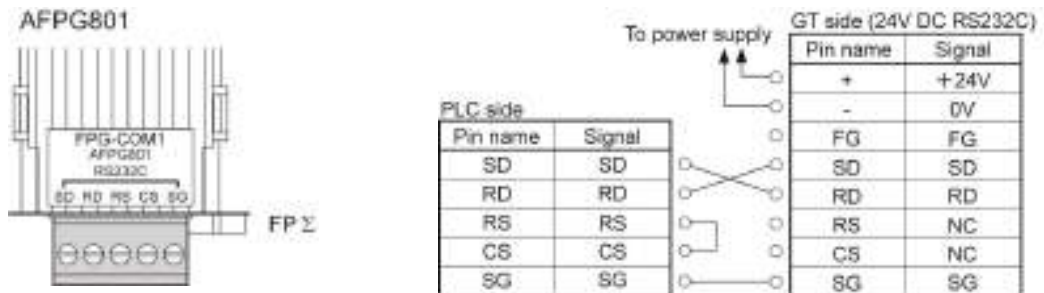 AFPG801
FPG-COM1
AFPG801
RS232C
SD RD RS CS SG
FP Σ
To power supply
PLC side
Pin name Signal
SD SD
RD RD
RS RS
CS CS
SG SG
GT side (24V DC RS232C)
Pin name Signal
+ +24V
- 0V
FG FG
SD SD
RD RD
RS NC
CS NC
SG SG